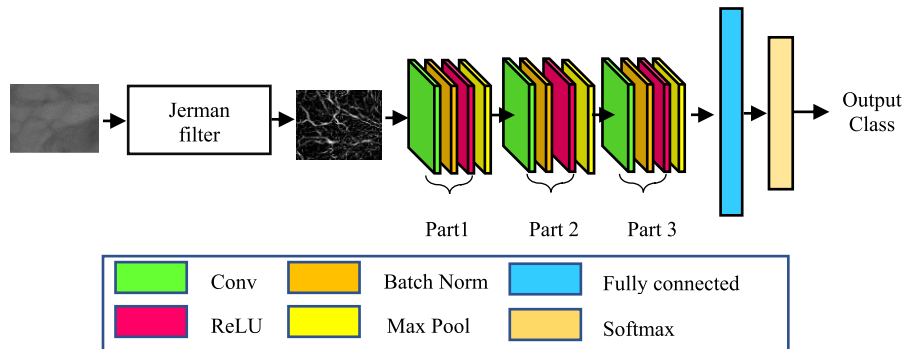 Jerman
filter
Output
Class
Part1
Part 2
Part 3
Conv
Batch Norm
Fully connected
ReLU
Max Pool
Softmax